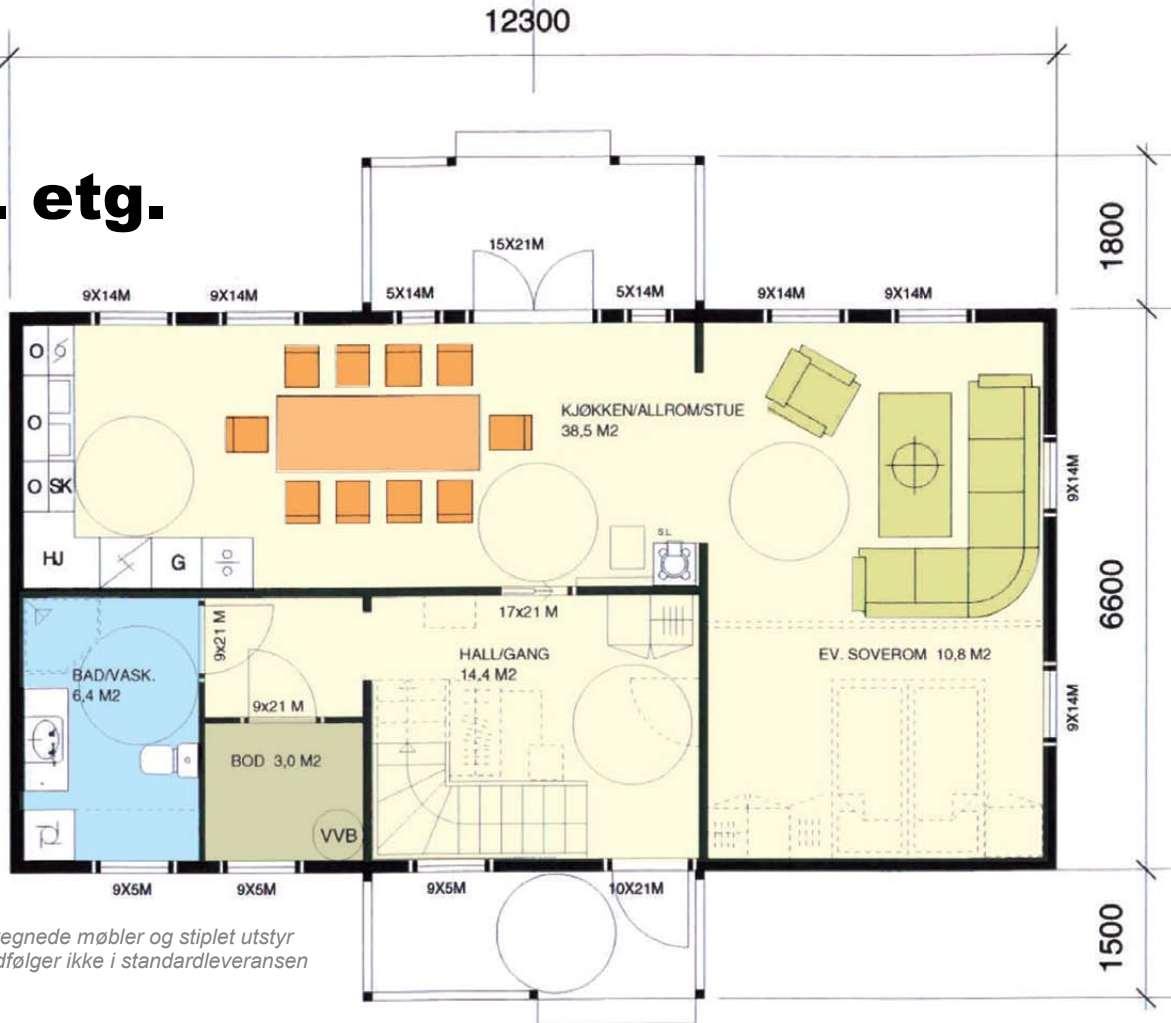 12300
. etg.
1800
15X21M
9X14M
9X14M
5X14M
5X14M
9X14M
9X14M
O
O
O SK
HJ
G
KJØKKEN/ALLROM/STUE
38,5 M2
S.L
9X14M
6600
17x21 M
9x21 M
HALL/GANG
14,4 M2
EV. SOVEROM 10,8 M2
BAD/VASK.
6,4 M2
9x21 M
9X14M
BOD 3,0 M2
VVB
9X5M
9X5M
9X5M
10X21M
1500
egnede møbler og stiplet utstyr
dfølger ikke i standardleveransen